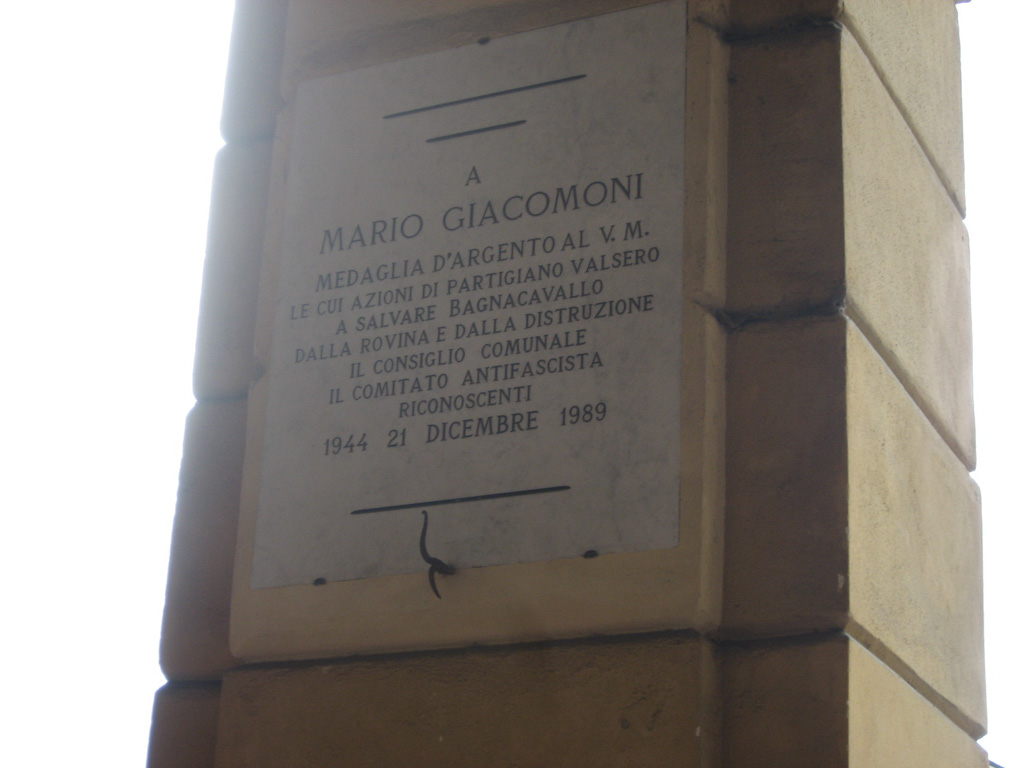 A
MARIO GIACOMONI
MEDAGLIA D'ARGENTO AL V. M.
LE CUI AZIONI DI PARTIGIANO VALSERO
A SALVARE BAGNACAVALLO
DALLA ROVINA E DALLA DISTRUZIONE
IL CONSIGLIO COMUNALE
IL COMITATO ANTIFASCISTA
RICONOSCENTI
1944 21 DICEMBRE 1989